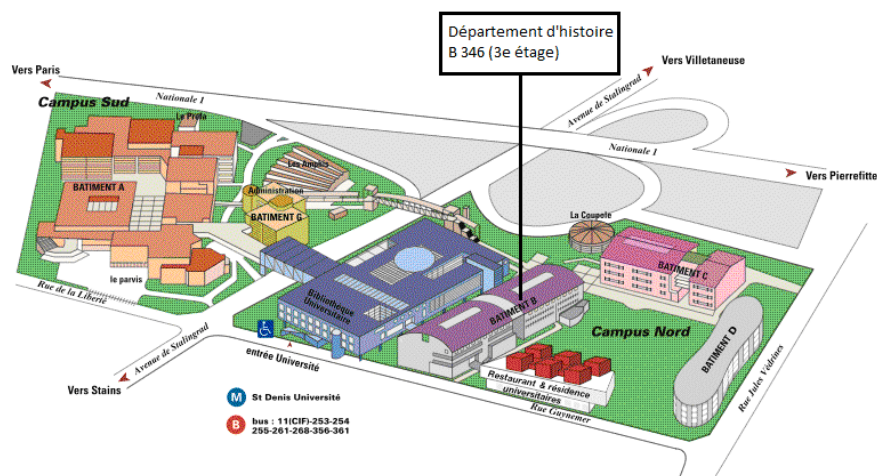 Département d'histoire
B 346 (3e étage)
Vers Paris
Vers Villetaneuse
Campus Sud
Nationale 1
Avenue de Stalingrad
Le Préfa
Nationale 1
Les Amphis
Vers Pierrefitte
BATIMENT A
Administration
BATIMENT G
La Coupole
BATIMENT C
le parvis
Rue de la Liberté
Bibliothèque
Universitaire
BATIMENT B
Campus Nord
BATIMENT D
Avenue de Stalingrad
entrée Université
Restaurant & résidence
universitaires
Rue Jules Védrines
Vers Stains
Rue Guynemer
M St Denis Université
B bus : 11(CIF)-253-254
255-261-268-356-361